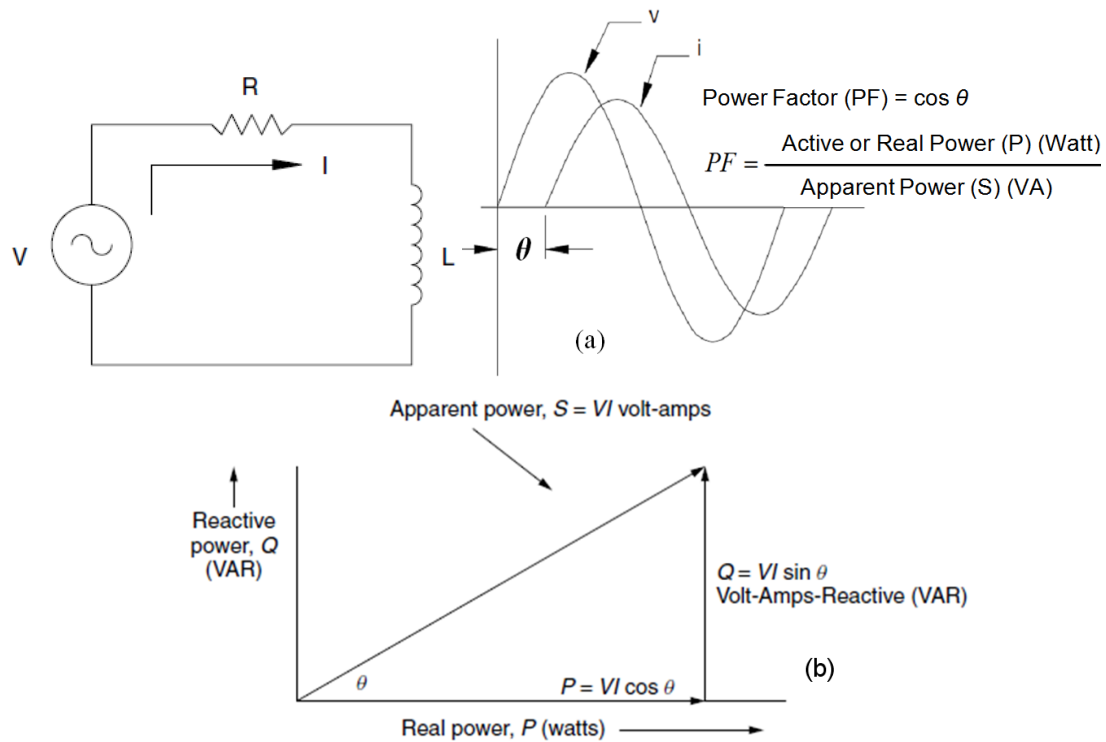 v
i
R
Power Factor (PF) = cos θ
I
PF = Active or Real Power (P) (Watt)
Apparent Power (S) (VA)
V
L
θ
(a)
Apparent power, S = VI volt-amps
Reactive
power, Q
(VAR)
Q = VI sin θ
Volt-Amps-Reactive (VAR)
θ
P = VI cos θ
(b)
Real power, P (watts)